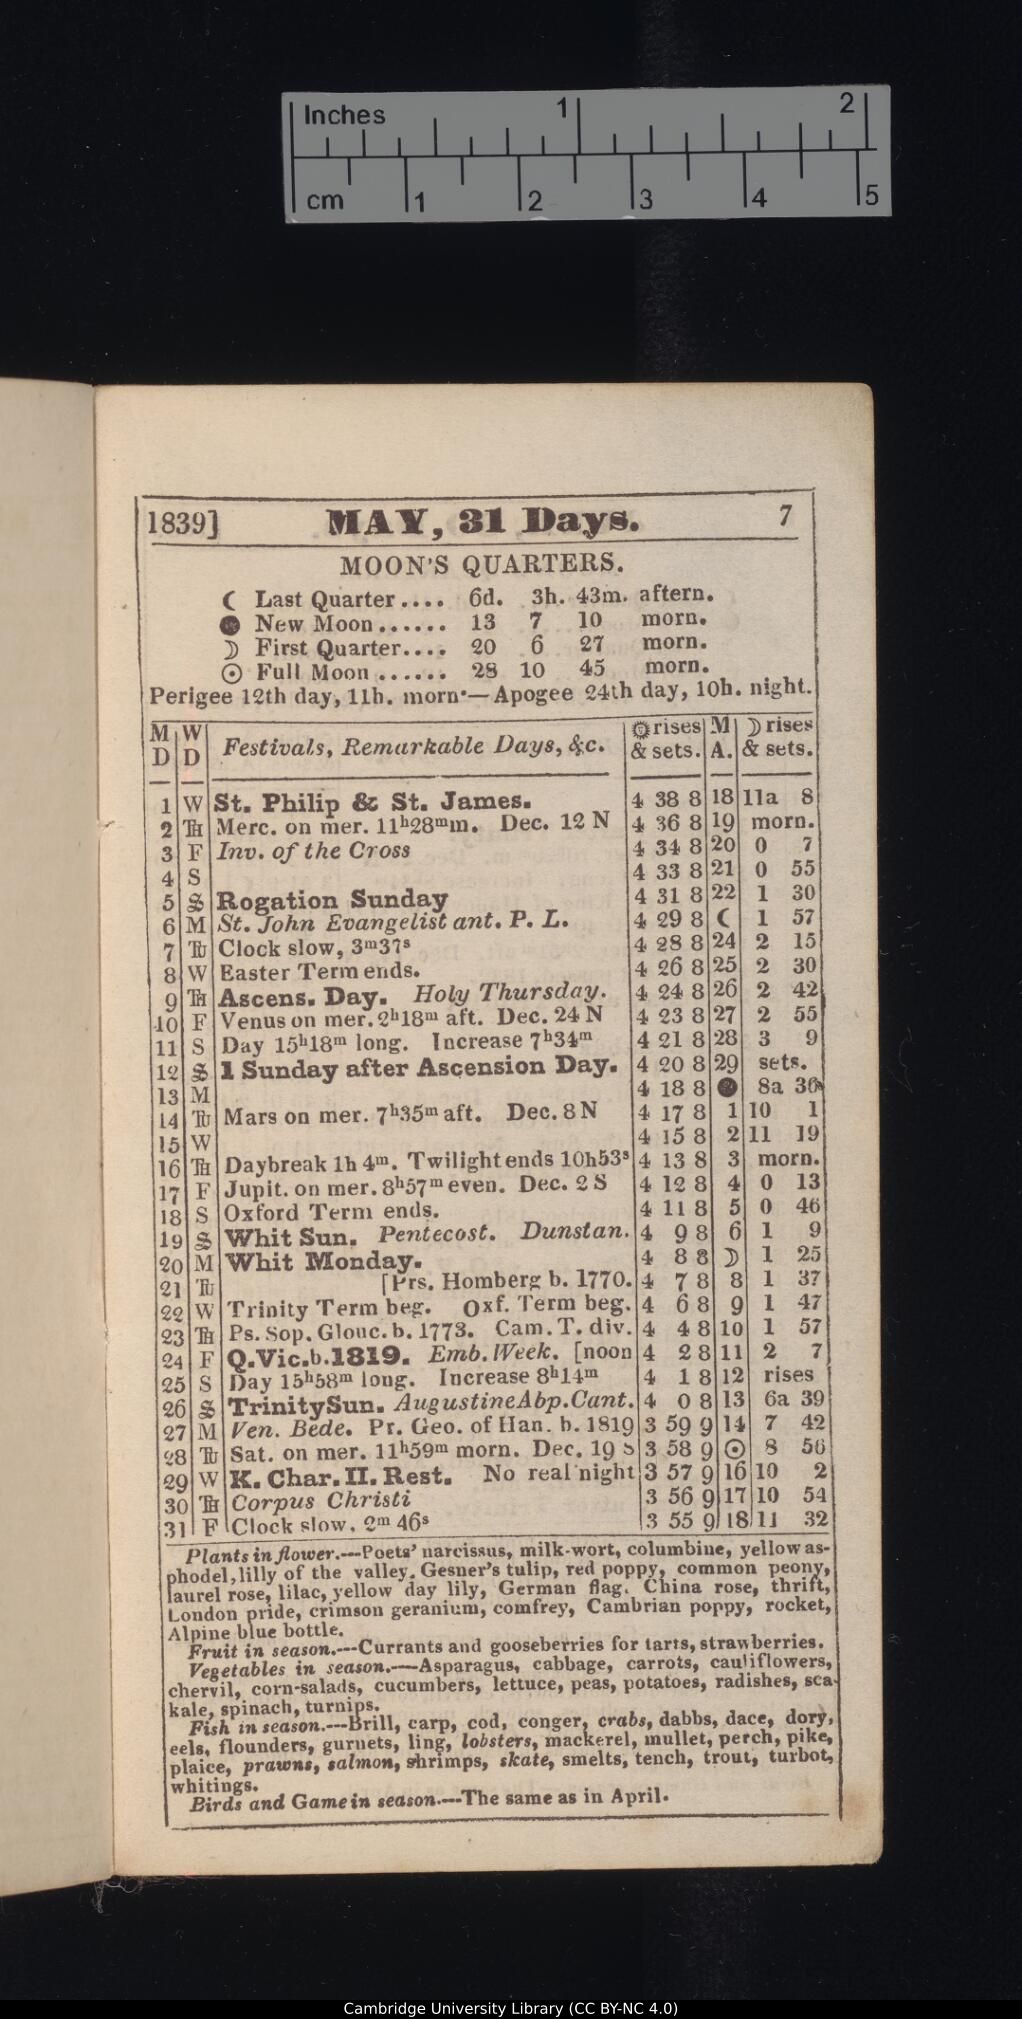 Inches 1 2
cm 1 2 3 4 5
1839] MAY, 31 Days. 7
MOON'S QUARTERS.
☾ Last Quarter.... 6d. 3h. 43m. aftern.
● New Moon...... 13 7 10 morn.
☽ First Quarter.... 20 6 27 morn.
☉ Full Moon...... 28 10 45 morn.
Perigee 12th day, 11h. morn·—Apogee 24th day, 10h. night.
M W Festivals, Remarkable Days, &c. rises M ☽ rises
D D & sets. A. & sets.
1 W St. Philip & St. James. 4 38 8 18 11a 8
2 Th Merc. on mer. 11h28mm. Dec. 12 N 4 36 8 19 morn.
3 F Inv. of the Cross 4 34 8 20 0 7
4 S 4 33 8 21 0 55
5 S Rogation Sunday 4 31 8 22 1 30
6 M St. John Evangelist ant. P. L. 4 29 8 ☾ 1 57
7 Tu Clock slow, 3m37s 4 28 8 24 2 15
8 W Easter Term ends. 4 26 8 25 2 30
9 Th Ascens. Day. Holy Thursday. 4 24 8 26 2 42
10 F Venus on mer. 2h18m aft. Dec. 24 N 4 23 8 27 2 55
11 S Day 15h18m long. Increase 7h34m 4 21 8 28 3 9
12 S 1 Sunday after Ascension Day. 4 20 8 29 sets.
13 M 4 18 8 ● 8a 36
14 Tu Mars on mer. 7h35m aft. Dec. 8 N 4 17 8 1 10 1
15 W 4 15 8 2 11 19
16 Th Daybreak 1h 4m. Twilight ends 10h53s 4 13 8 3 morn.
17 F Jupit. on mer. 8h57m even. Dec. 2 S 4 12 8 4 0 13
18 S Oxford Term ends. 4 11 8 5 0 46
19 S Whit Sun. Pentecost. Dunstan. 4 9 8 6 1 9
20 M Whit Monday. 4 8 8 ☽ 1 25
21 Tu [Prs. Homberg b. 1770. 4 7 8 8 1 37
22 W Trinity Term beg. Oxf. Term beg. 4 6 8 9 1 47
23 Th Ps. Sop. Glouc. b. 1773. Cam. T. div. 4 4 8 10 1 57
24 F Q.Vic.b.1819. Emb. Week. [noon 4 2 8 11 2 7
25 S Day 15h58m long. Increase 8h14m 4 1 8 12 rises
26 S Trinity Sun. Augustine Abp. Cant. 4 0 8 13 6a 39
27 M Ven. Bede. Pr. Geo. of Han. b. 1819 3 59 9 14 7 42
28 Tu Sat. on mer. 11h59m morn. Dec. 19 S 3 58 9 ☉ 8 56
29 W K. Char. II. Rest. No real night 3 57 9 16 10 2
30 Th Corpus Christi 3 56 9 17 10 54
31 F Clock slow, 2m 46s 3 55 9 18 11 32
Plants in flower.—Poets' narcissus, milk-wort, columbine, yellow as-
phodel, lilly of the valley, Gesner's tulip, red poppy, common peony,
laurel rose, lilac, yellow day lily, German flag, China rose, thrift,
London pride, crimson geranium, comfrey, Cambrian poppy, rocket,
Alpine blue bottle.
Fruit in season.—Currants and gooseberries for tarts, strawberries.
Vegetables in season.—Asparagus, cabbage, carrots, cauliflowers,
chervil, corn-salads, cucumbers, lettuce, peas, potatoes, radishes, sea-
kale, spinach, turnips.
Fish in season.—Brill, carp, cod, conger, crabs, dabbs, dace, dory,
eels, flounders, gurnets, ling, lobsters, mackerel, mullet, perch, pike,
plaice, prawns, salmon, shrimps, skate, smelts, tench, trout, turbot,
whitings.
Birds and Game in season.—The same as in April.
Cambridge University Library (CC BY-NC 4.0)